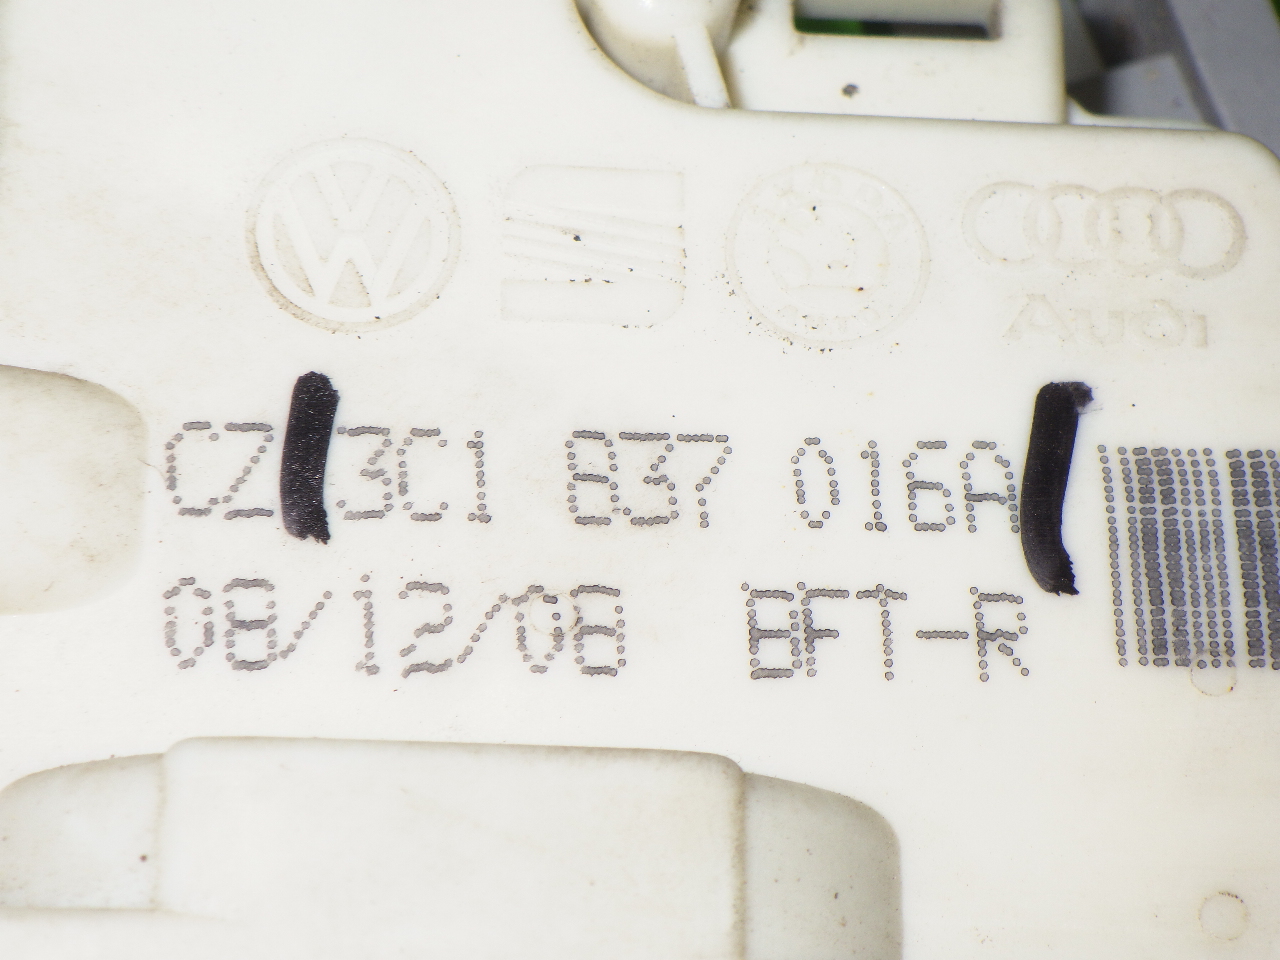 Audi
CZ 3C1 837 016A
08/12/08 BFT-R